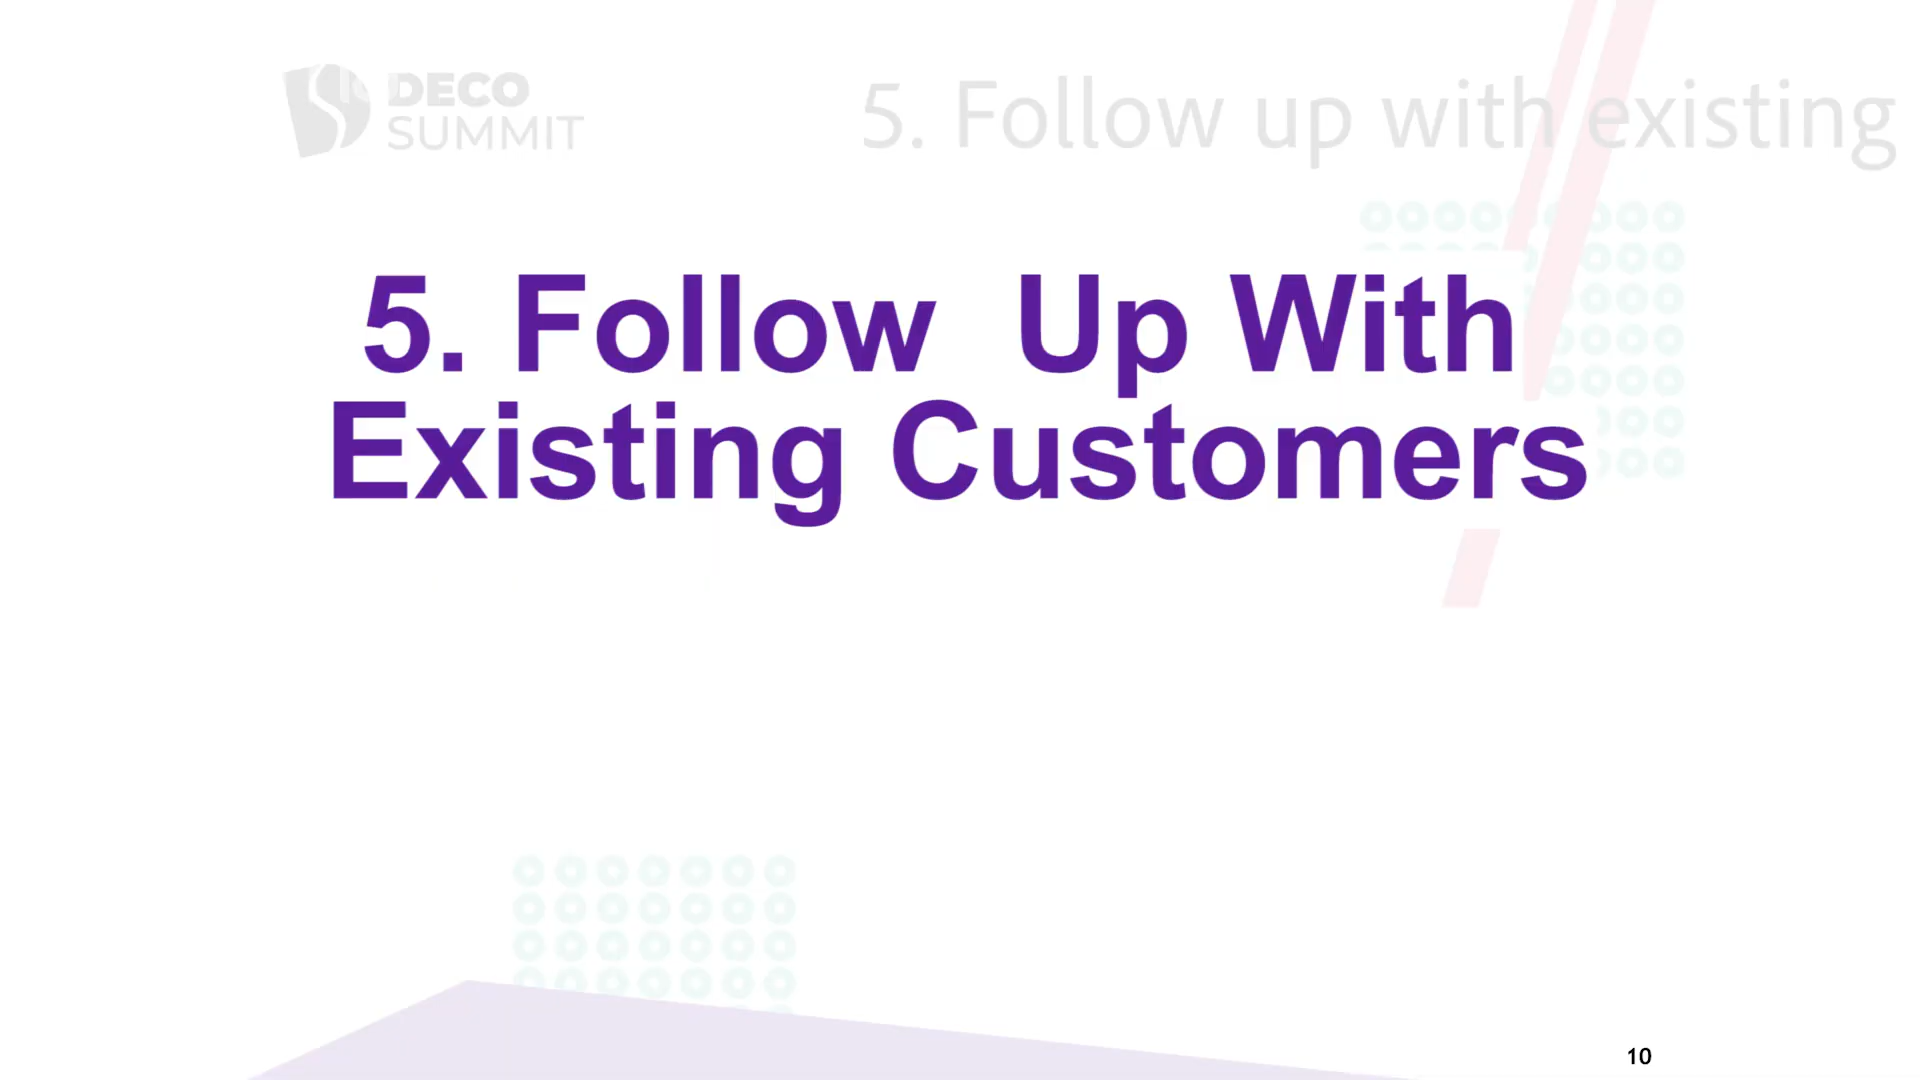 DECO
SUMMIT
5. Follow up with existing
5. Follow  Up With
Existing Customers
10